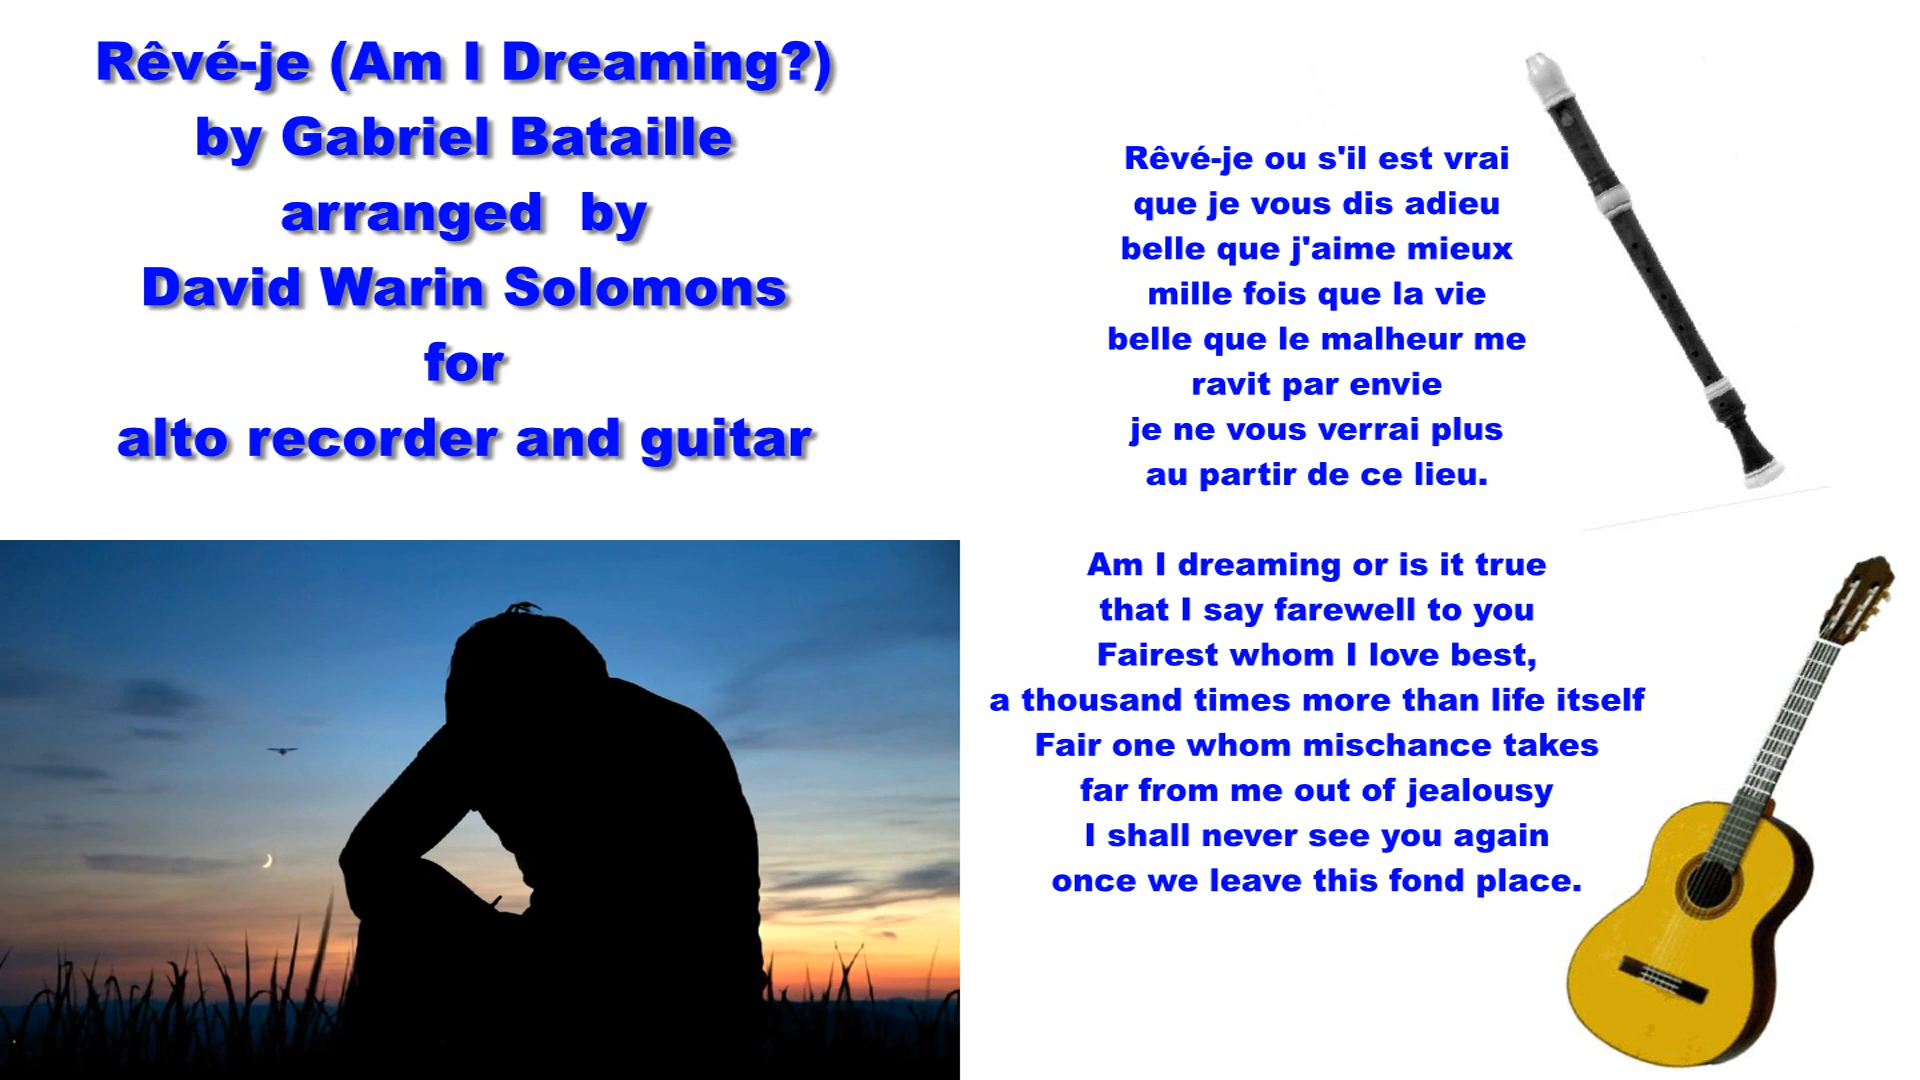 Rêvé-je (Am I Dreaming?)
by Gabriel Bataille
arranged  by
David Warin Solomons
for
alto recorder and guitar
Rêvé-je ou s'il est vrai
que je vous dis adieu
belle que j'aime mieux
mille fois que la vie
belle que le malheur me
ravit par envie
je ne vous verrai plus
au partir de ce lieu.
Am I dreaming or is it true
that I say farewell to you
Fairest whom I love best,
a thousand times more than life itself
Fair one whom mischance takes
far from me out of jealousy
I shall never see you again
once we leave this fond place.